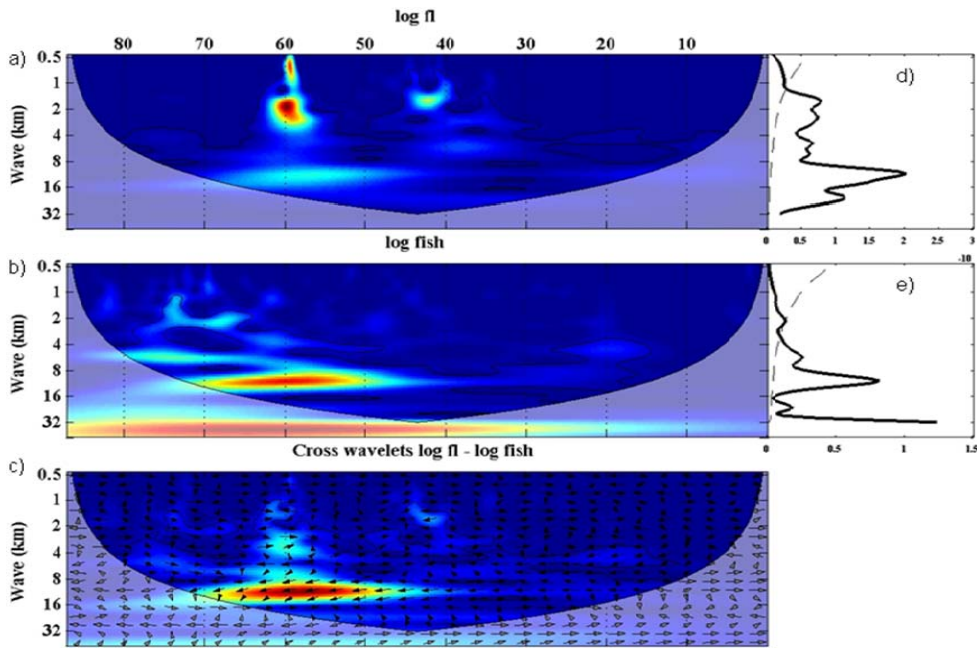 log fl
80 70 60 50 40 30 20 10
a)
Wave (km)
0.5
1
2
4
8
16
32
d)
0 0.5 1 1.5 2 2.5 3
-10
log fish
b)
Wave (km)
0.5
1
2
4
8
16
32
e)
0 0.5 1 1.5
Cross wavelets log fl - log fish
c)
Wave (km)
0.5
1
2
4
8
16
32